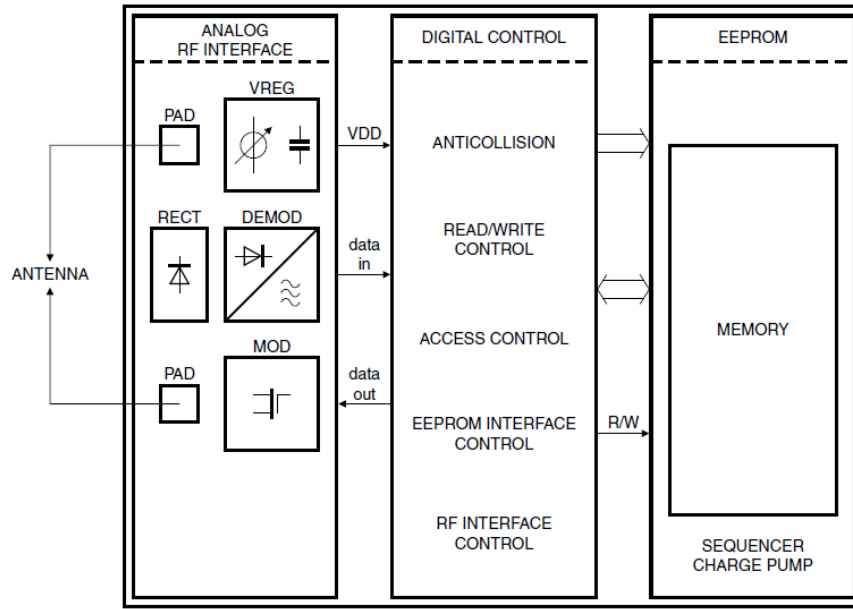 ANALOG
RF INTERFACE
DIGITAL CONTROL
EEPROM
VREG
PAD
VDD
ANTICOLLISION
RECT
DEMOD
data
in
READ/WRITE
CONTROL
ANTENNA
MEMORY
ACCESS CONTROL
MOD
PAD
data
out
EEPROM INTERFACE
CONTROL
R/W
RF INTERFACE
CONTROL
SEQUENCER
CHARGE PUMP